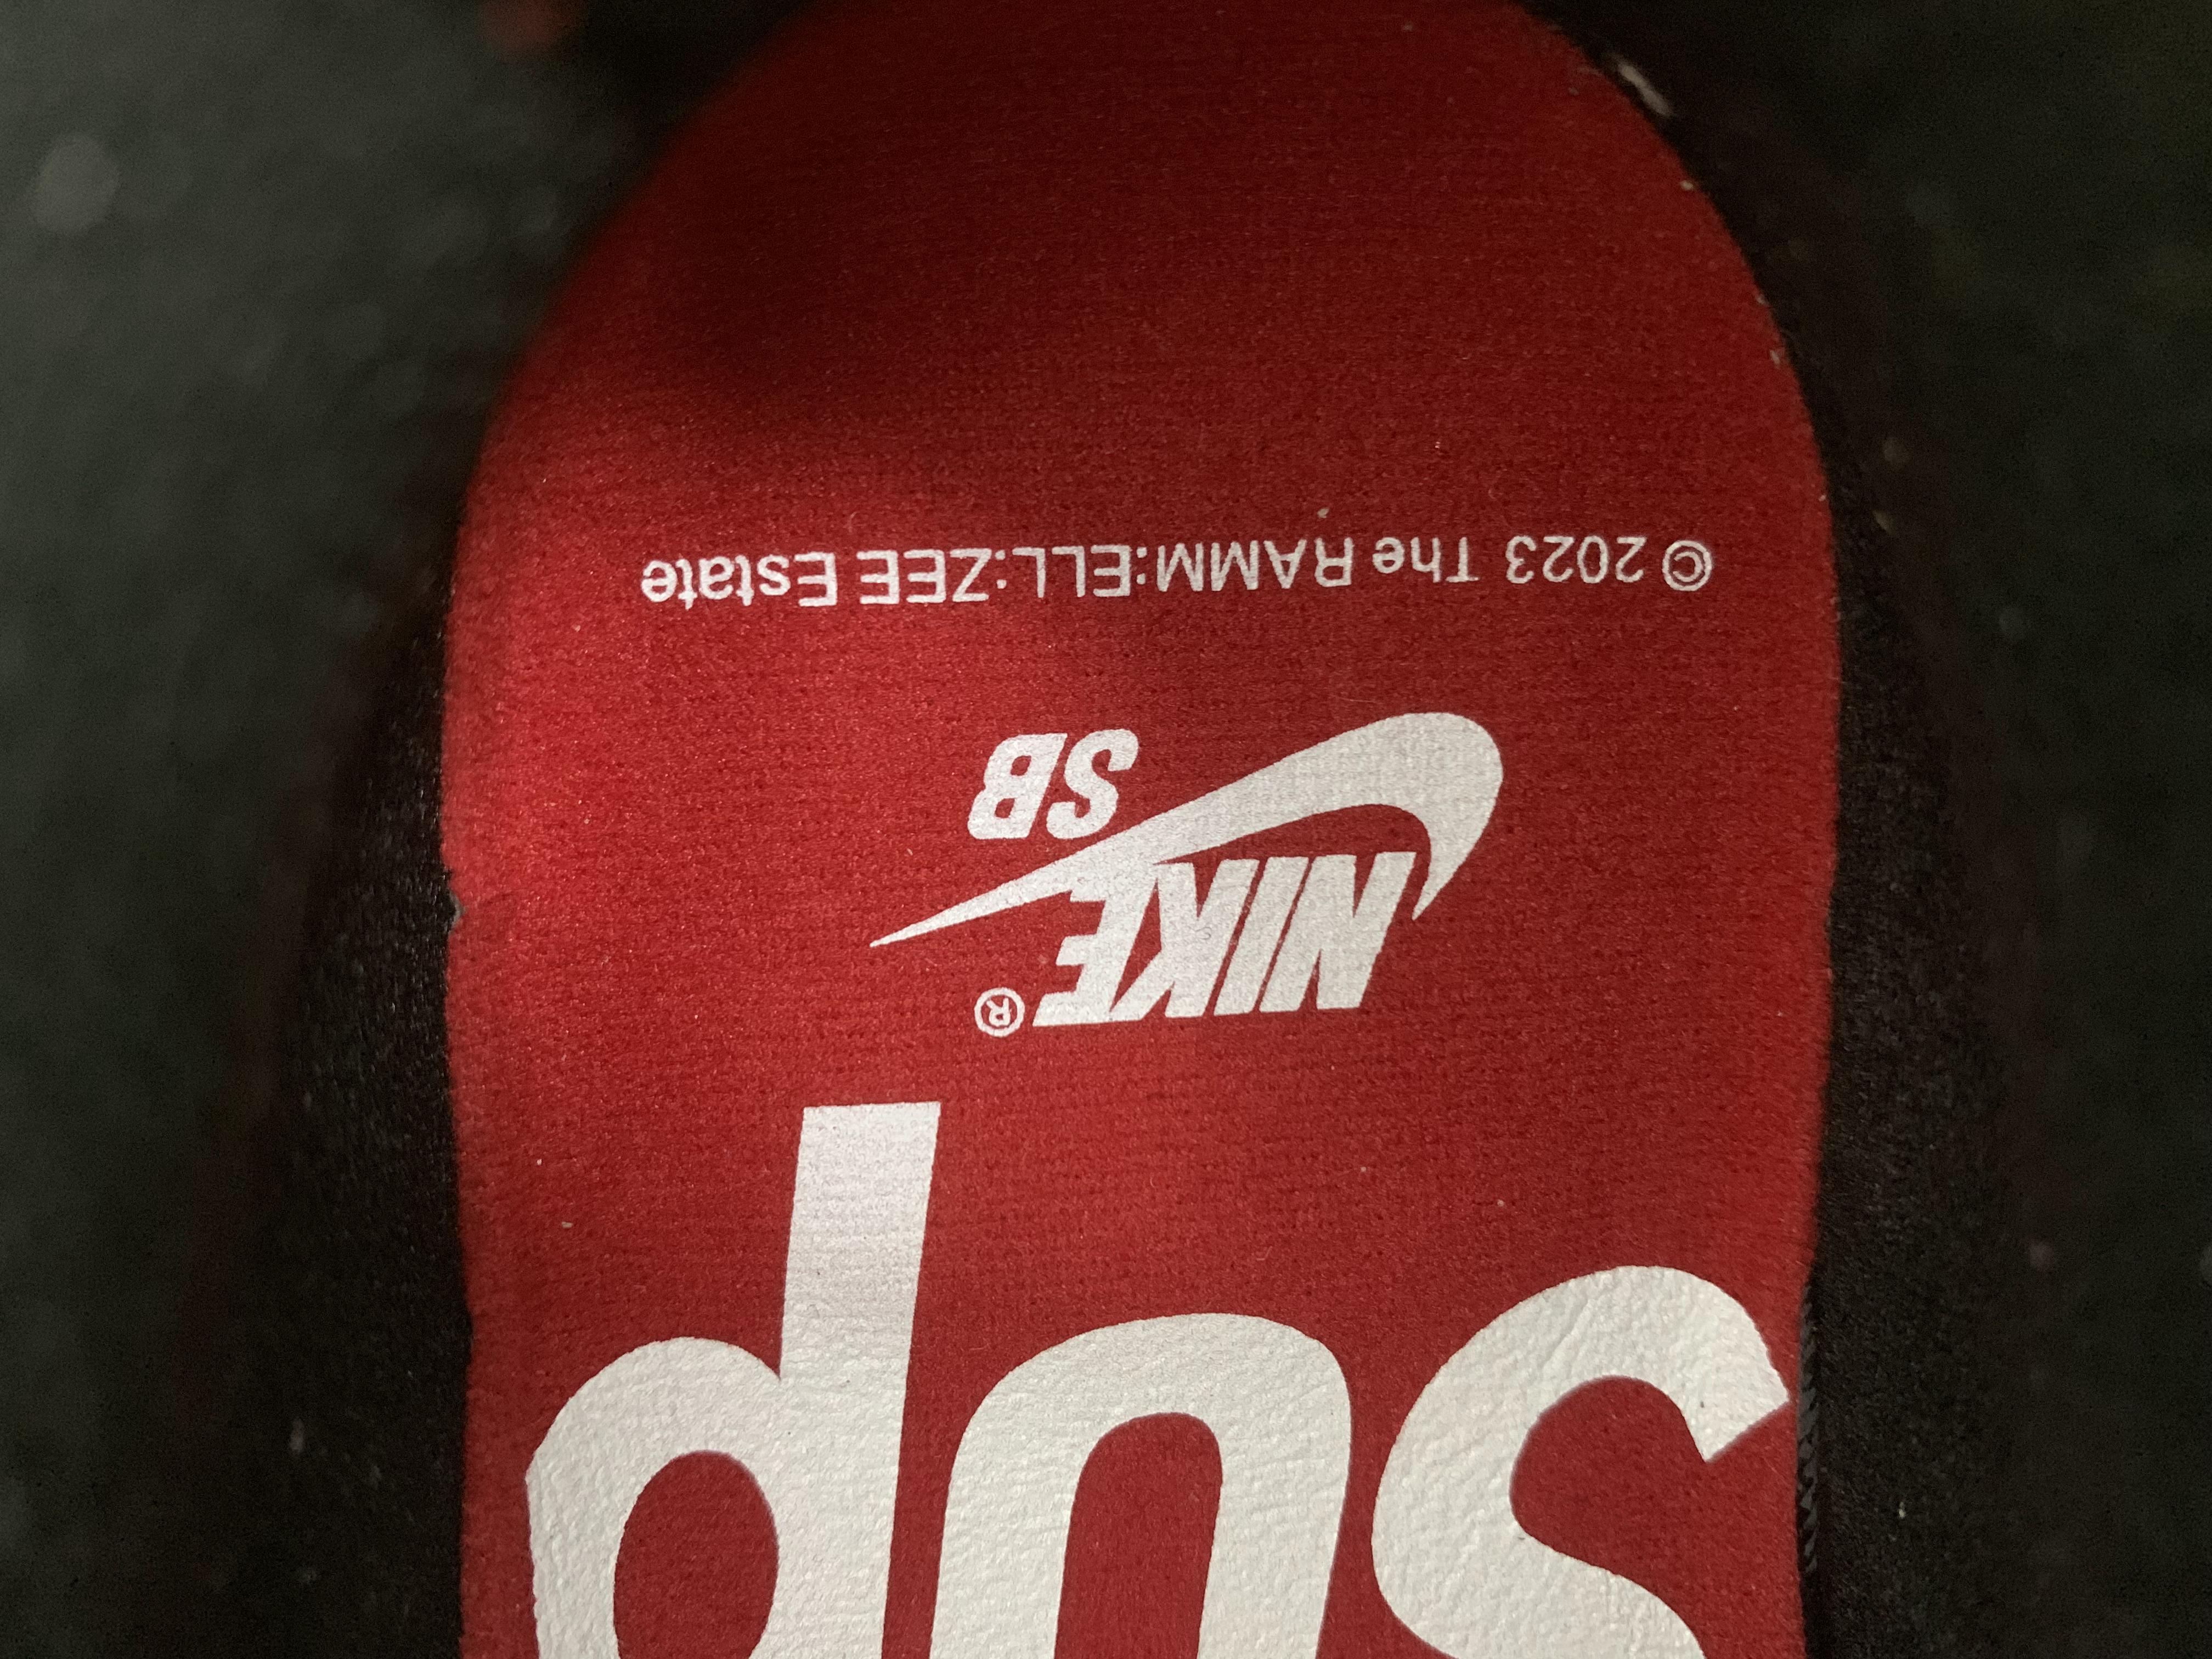 Sup
NIKE®
SB
©2023 The RAMM:ELL:ZEE Estate